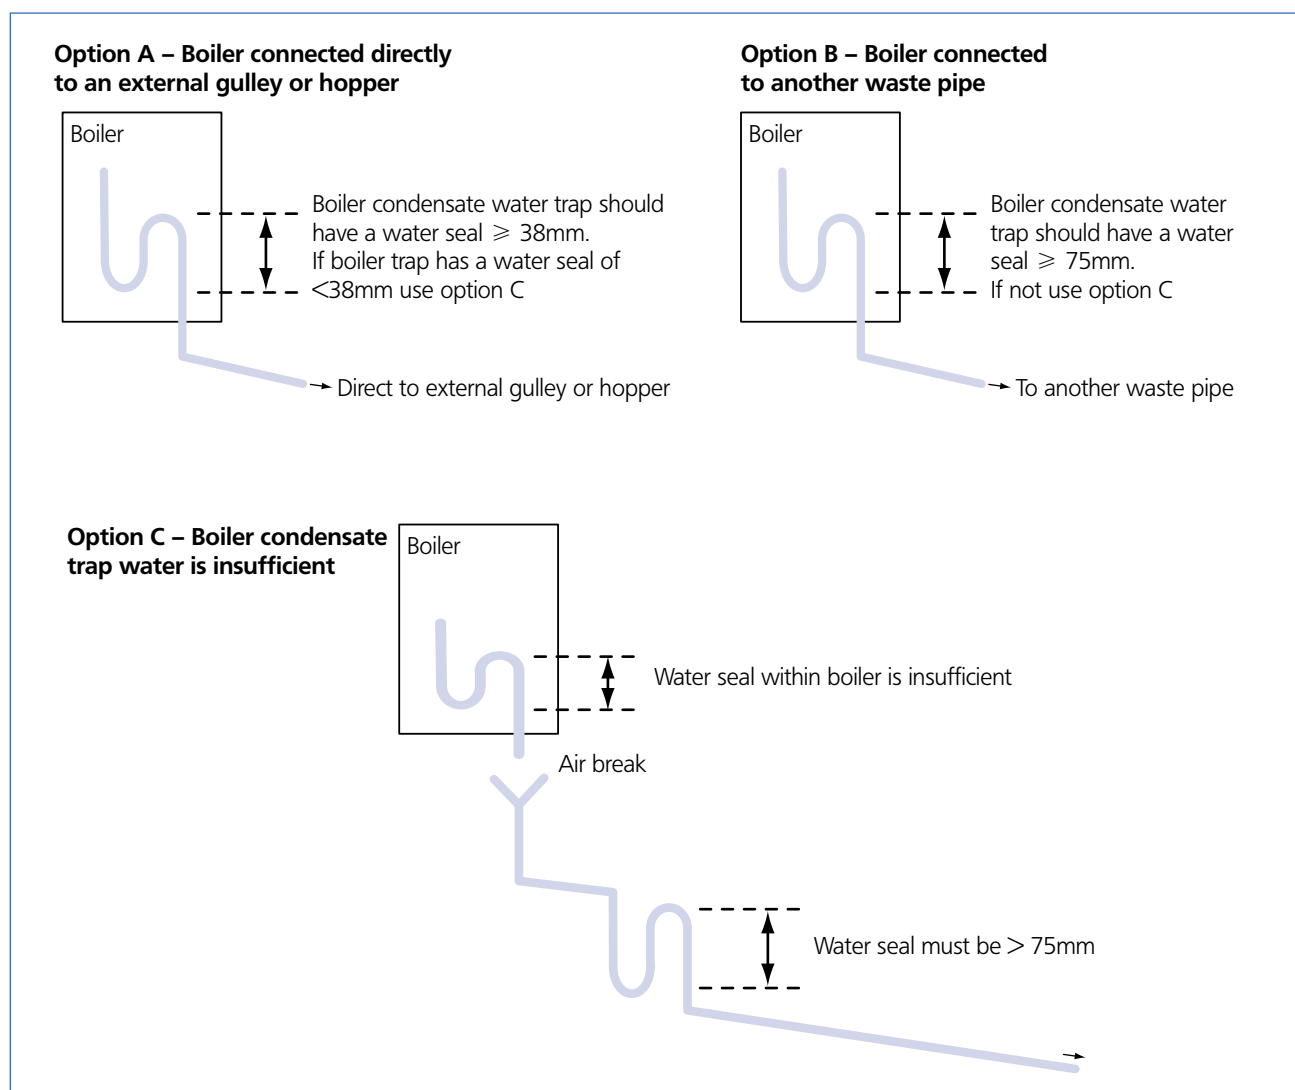 Option A – Boiler connected directly
to an external gulley or hopper
Boiler
Boiler condensate water trap should
have a water seal ⩾ 38mm.
If boiler trap has a water seal of
<38mm use option C
Direct to external gulley or hopper
Option B – Boiler connected
to another waste pipe
Boiler
Boiler condensate water
trap should have a water
seal ⩾ 75mm.
If not use option C
To another waste pipe
Option C – Boiler condensate
trap water is insufficient
Boiler
Water seal within boiler is insufficient
Air break
Water seal must be > 75mm